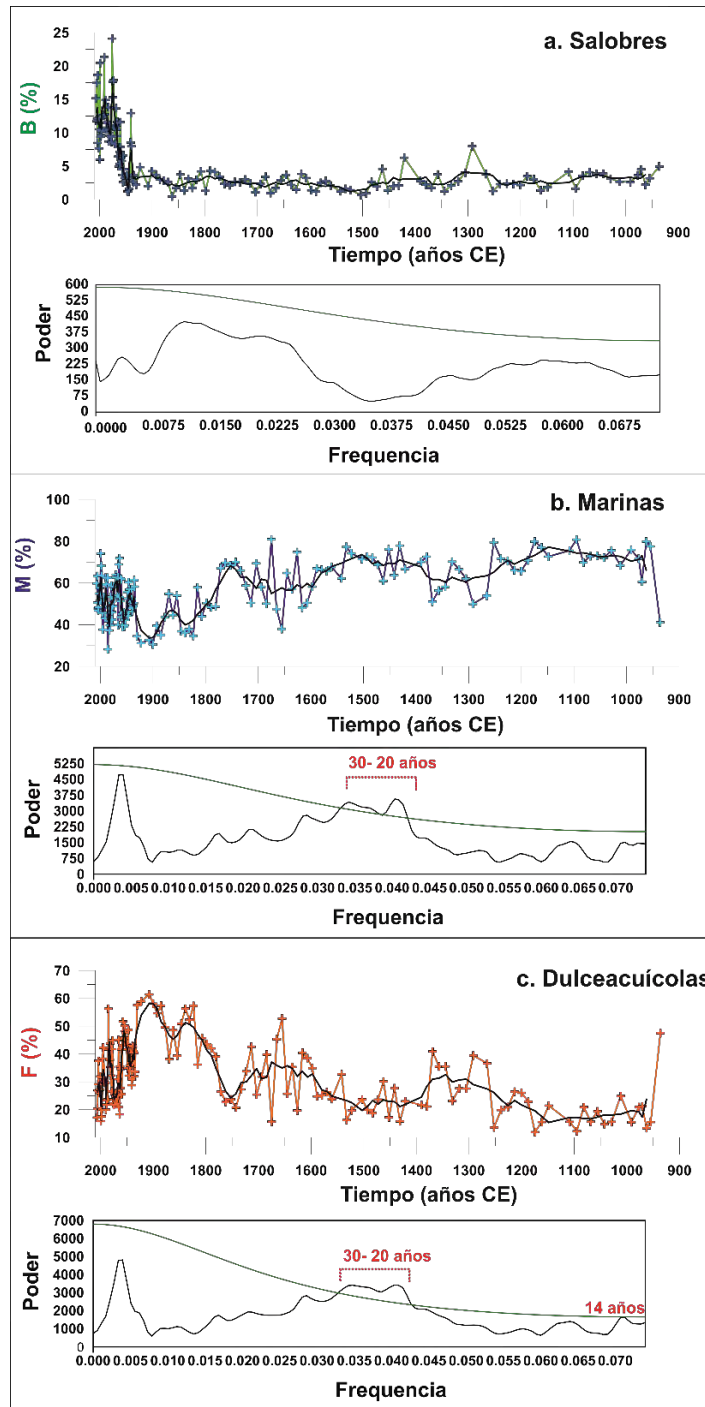 a. Salobres
B (%)
25
20
15
10
5
0
2000 1900 1800 1700 1600 1500 1400 1300 1200 1100 1000 900
Tiempo (años CE)
Poder
600
525
450
375
300
225
150
75
0
0.0000 0.0075 0.0150 0.0225 0.0300 0.0375 0.0450 0.0525 0.0600 0.0675
Frequencia
b. Marinas
M (%)
100
80
60
40
20
2000 1900 1800 1700 1600 1500 1400 1300 1200 1100 1000 900
Tiempo (años CE)
Poder
5250
4500
3750
3000
2250
1500
750
0
30- 20 años
0.000 0.005 0.010 0.015 0.020 0.025 0.030 0.035 0.040 0.045 0.050 0.055 0.060 0.065 0.070
Frequencia
c. Dulceacuícolas
F (%)
70
60
50
40
30
20
10
2000 1900 1800 1700 1600 1500 1400 1300 1200 1100 1000 900
Tiempo (años CE)
Poder
7000
6000
5000
4000
3000
2000
1000
0
30- 20 años
14 años
0.000 0.005 0.010 0.015 0.020 0.025 0.030 0.035 0.040 0.045 0.050 0.055 0.060 0.065 0.070
Frequencia